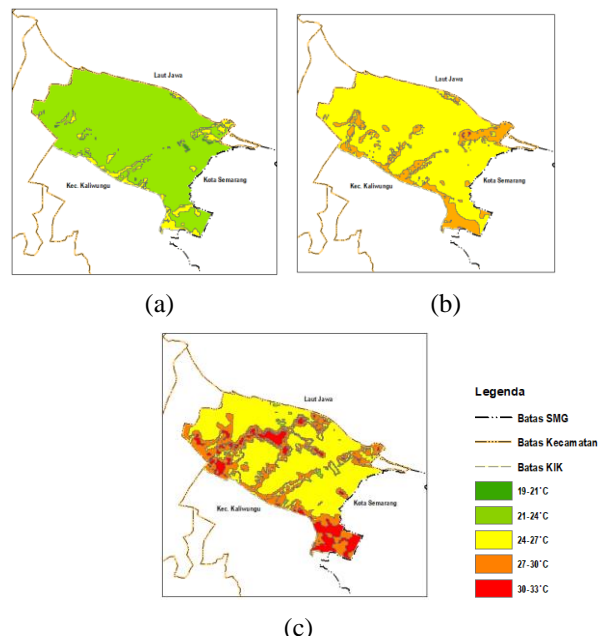 Laut Jawa
Kec. Kaliwungu
Kota Semarang
(a)
Laut Jawa
Kec. Kaliwungu
Kota Semarang
(b)
Laut Jawa
Kec. Kaliwungu
Kota Semarang
(c)
Legenda
Batas SMG
Batas Kecamatan
Batas KIK
19-21°C
21-24°C
24-27°C
27-30°C
30-33°C